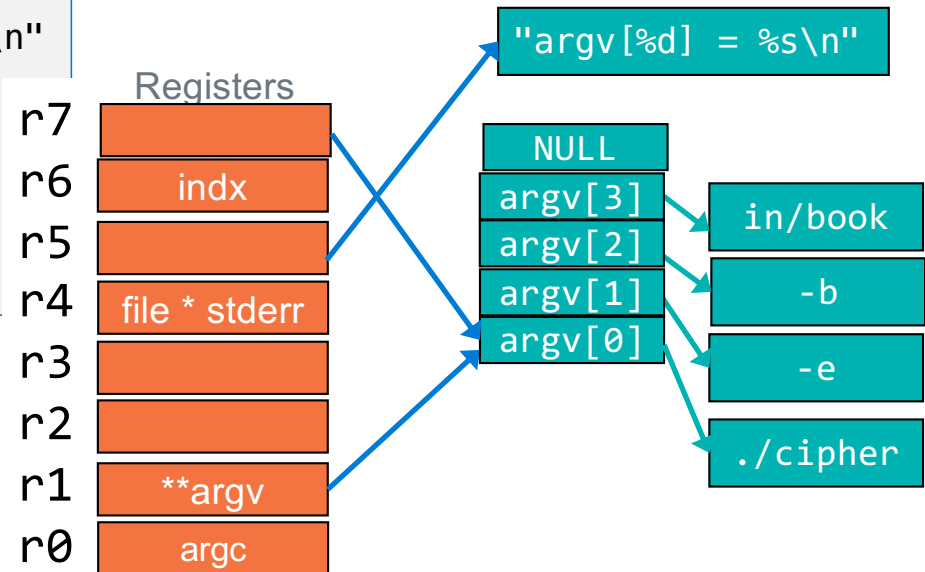 \n"
Registers
r7
r6 indx
r5
r4 file * stderr
r3
r2
r1 **argv
r0 argc
"argv[%d] = %s\n"
NULL
argv[3]
argv[2]
argv[1]
argv[0]
in/book
-b
-e
./cipher